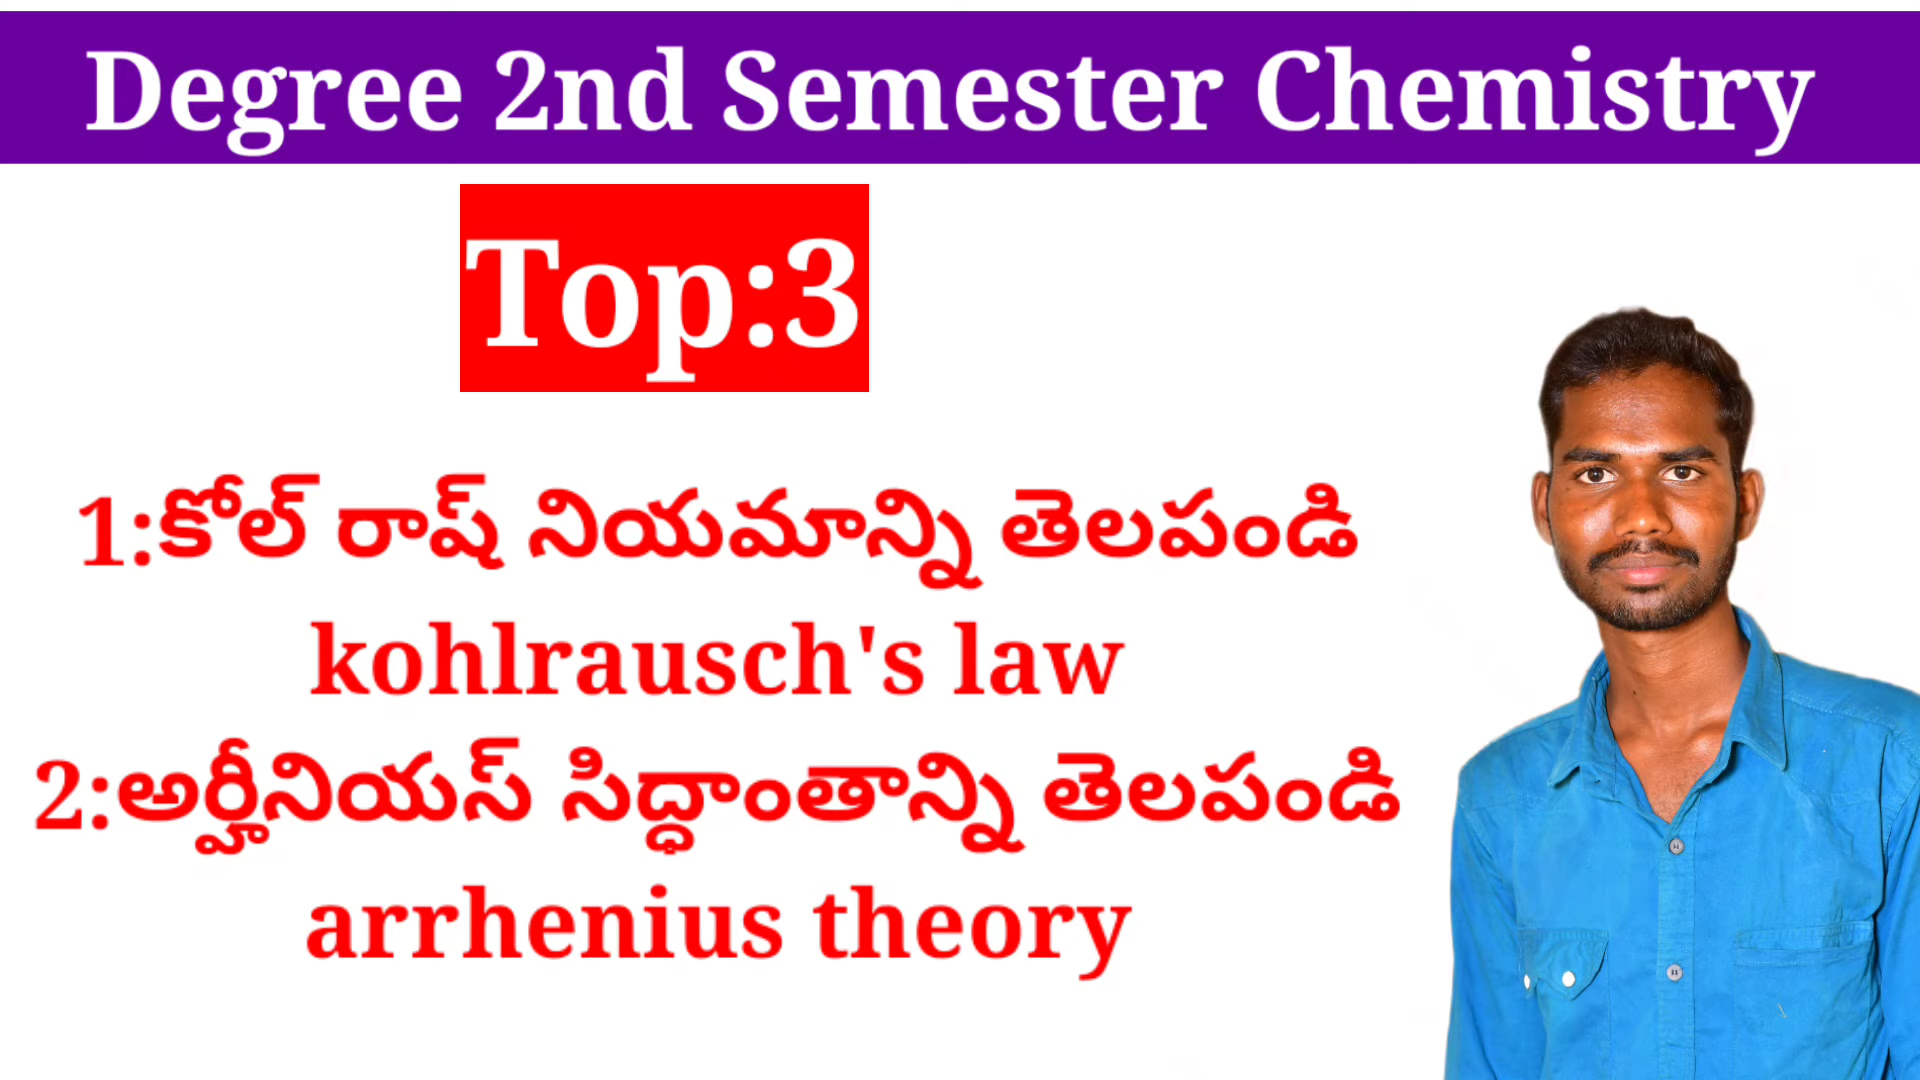 Degree 2nd Semester Chemistry
Top:3
1:కోల్ రాష్ నియమాన్ని తెలపండి
kohlrausch's law
2:అర్హీనియస్ సిద్ధాంతాన్ని తెలపండి
arrhenius theory